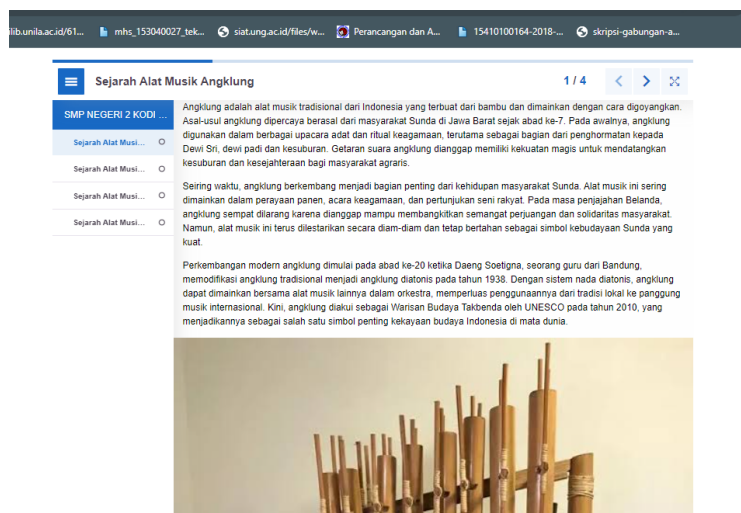 ilib.unila.ac.id/61...
mhs_153040027_tek...
siat.ung.ac.id/files/w...
Perancangan dan A...
15410100164-2018-...
skripsi-gabungan-a...
Sejarah Alat Musik Angklung
1 / 4
SMP NEGERI 2 KODI ...
Sejarah Alat Musi...
Sejarah Alat Musi...
Sejarah Alat Musi...
Sejarah Alat Musi...
Angklung adalah alat musik tradisional dari Indonesia yang terbuat dari bambu dan dimainkan dengan cara digoyangkan.
Asal-usul angklung dipercaya berasal dari masyarakat Sunda di Jawa Barat sejak abad ke-7. Pada awalnya, angklung
digunakan dalam berbagai upacara adat dan ritual keagamaan, terutama sebagai bagian dari penghormatan kepada
Dewi Sri, dewi padi dan kesuburan. Getaran suara angklung dianggap memiliki kekuatan magis untuk mendatangkan
kesuburan dan kesejahteraan bagi masyarakat agraris.
Seiring waktu, angklung berkembang menjadi bagian penting dari kehidupan masyarakat Sunda. Alat musik ini sering
dimainkan dalam perayaan panen, acara keagamaan, dan pertunjukan seni rakyat. Pada masa penjajahan Belanda,
angklung sempat dilarang karena dianggap mampu membangkitkan semangat perjuangan dan solidaritas masyarakat.
Namun, alat musik ini terus dilestarikan secara diam-diam dan tetap bertahan sebagai simbol kebudayaan Sunda yang
kuat.
Perkembangan modern angklung dimulai pada abad ke-20 ketika Daeng Soetigna, seorang guru dari Bandung,
memodifikasi angklung tradisional menjadi angklung diatonis pada tahun 1938. Dengan sistem nada diatonis, angklung
dapat dimainkan bersama alat musik lainnya dalam orkestra, memperluas penggunaannya dari tradisi lokal ke panggung
musik internasional. Kini, angklung diakui sebagai Warisan Budaya Takbenda oleh UNESCO pada tahun 2010, yang
menjadikannya sebagai salah satu simbol penting kekayaan budaya Indonesia di mata dunia.